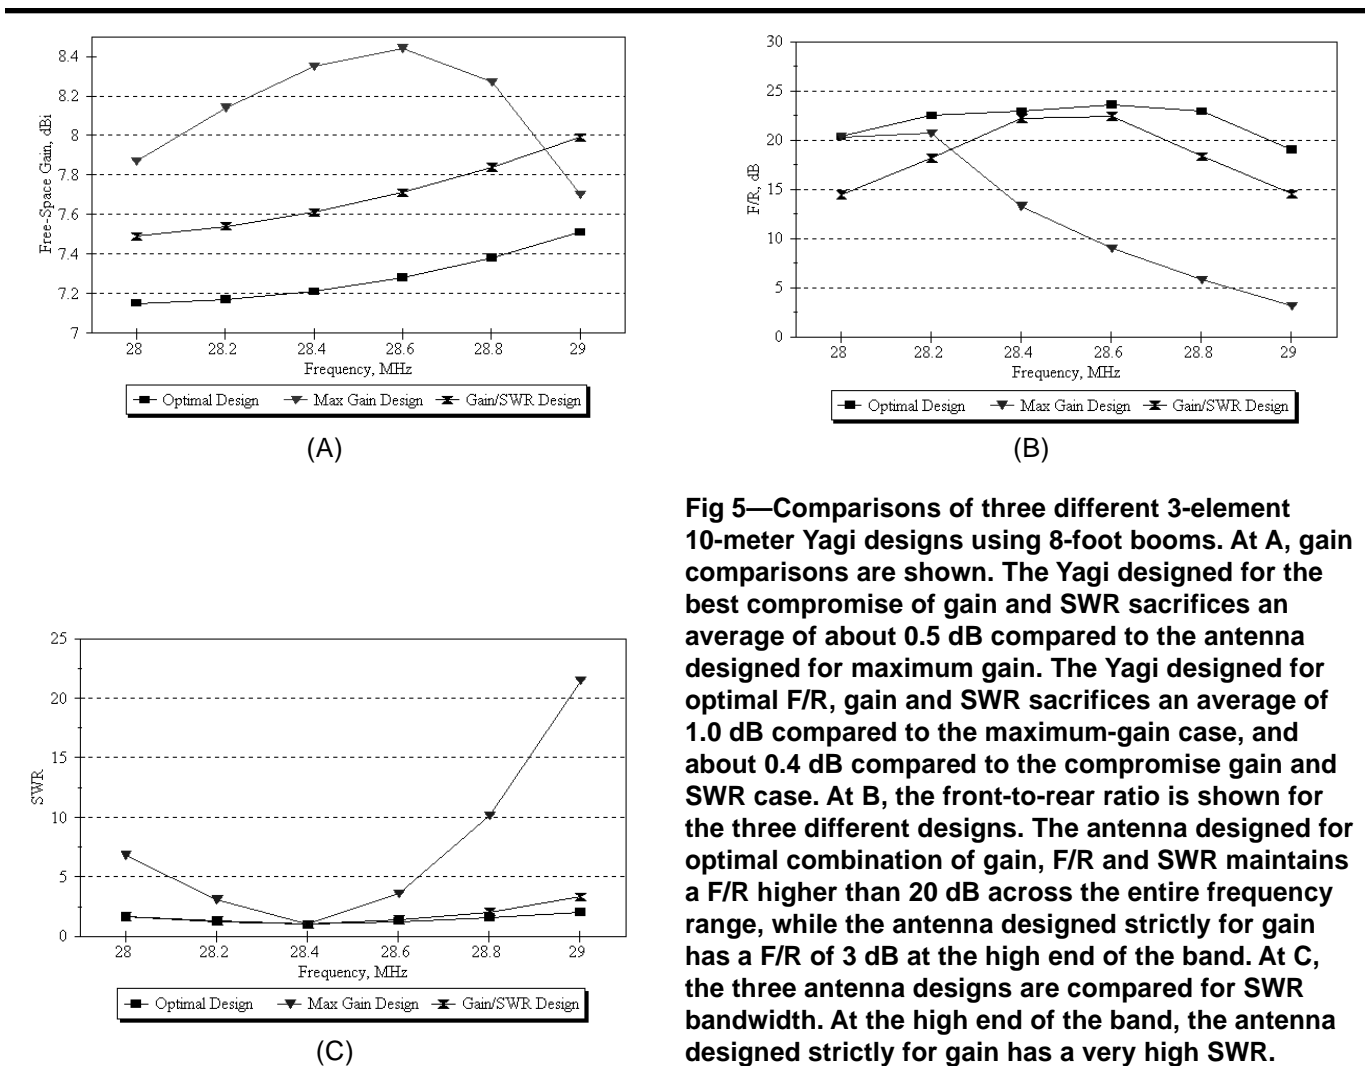 8.4
8.2
8
7.8
7.6
7.4
7.2
7
Free-Space Gain, dBi
28 28.2 28.4 28.6 28.8 29
Frequency, MHz
Optimal Design Max Gain Design Gain/SWR Design
(A)
30
25
20
15
10
5
0
F/R, dB
28 28.2 28.4 28.6 28.8 29
Frequency, MHz
Optimal Design Max Gain Design Gain/SWR Design
(B)
25
20
15
10
5
0
SWR
28 28.2 28.4 28.6 28.8 29
Frequency, MHz
Optimal Design Max Gain Design Gain/SWR Design
(C)
Fig 5—Comparisons of three different 3-element
10-meter Yagi designs using 8-foot booms. At A, gain
comparisons are shown. The Yagi designed for the
best compromise of gain and SWR sacrifices an
average of about 0.5 dB compared to the antenna
designed for maximum gain. The Yagi designed for
optimal F/R, gain and SWR sacrifices an average of
1.0 dB compared to the maximum-gain case, and
about 0.4 dB compared to the compromise gain and
SWR case. At B, the front-to-rear ratio is shown for
the three different designs. The antenna designed for
optimal combination of gain, F/R and SWR maintains
a F/R higher than 20 dB across the entire frequency
range, while the antenna designed strictly for gain
has a F/R of 3 dB at the high end of the band. At C,
the three antenna designs are compared for SWR
bandwidth. At the high end of the band, the antenna
designed strictly for gain has a very high SWR.